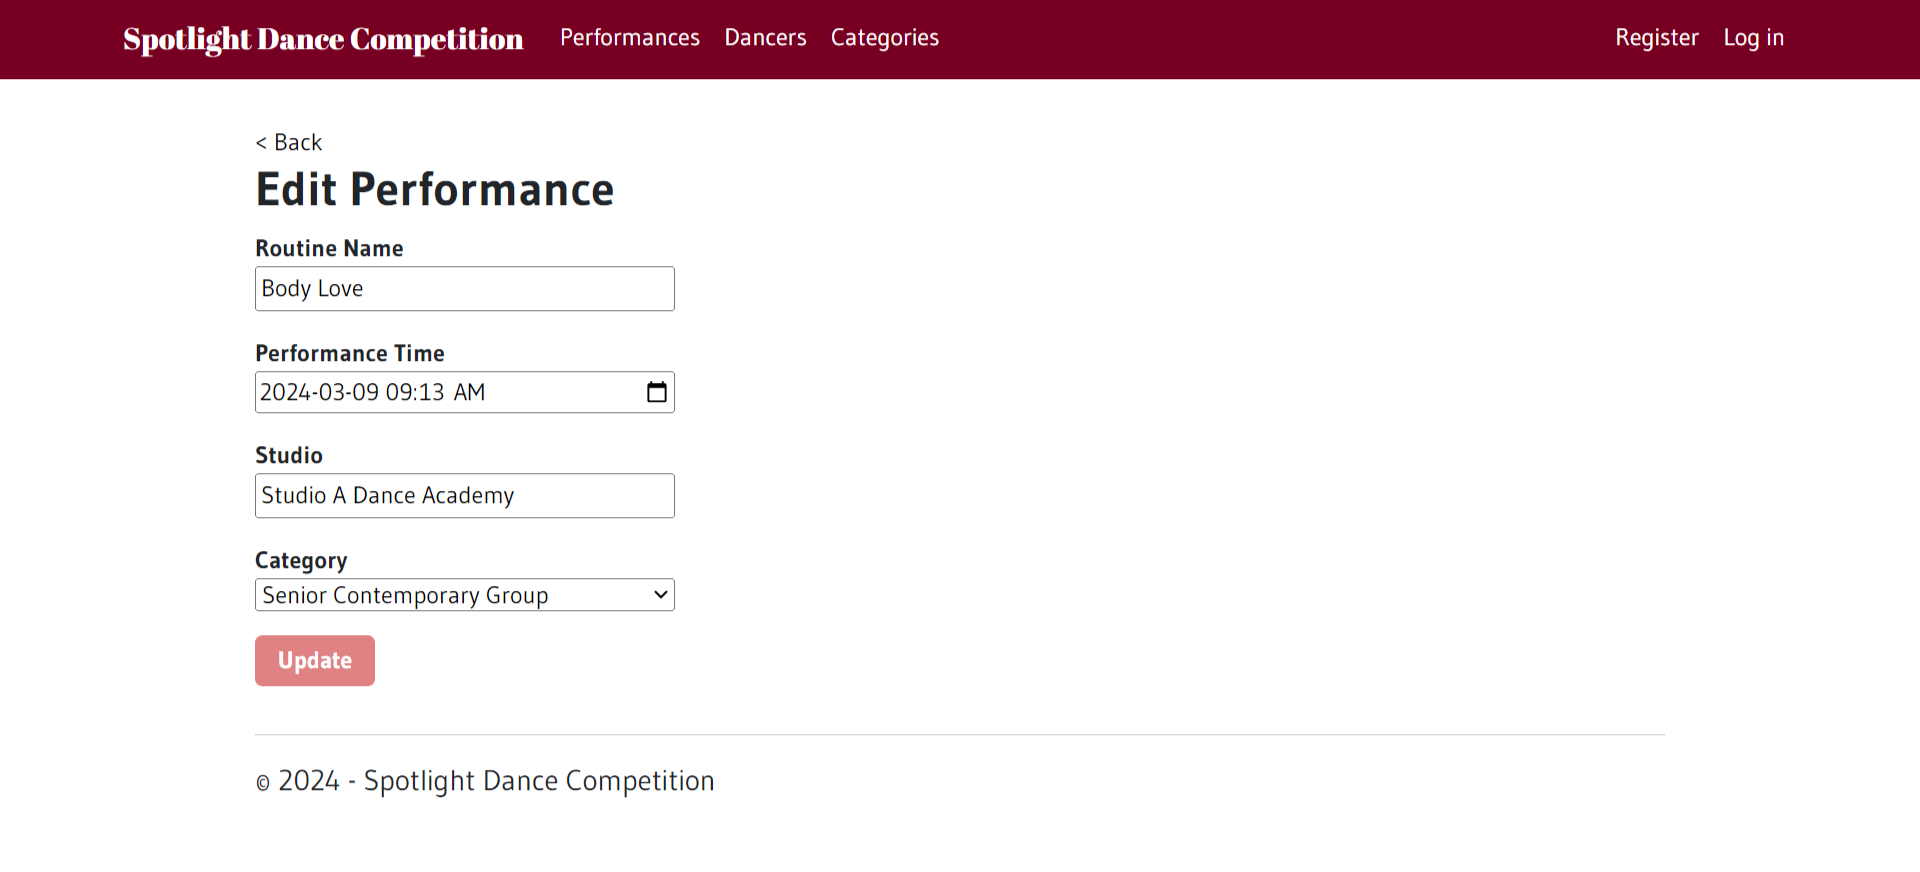 Spotlight Dance Competition Performances Dancers Categories Register Log in
< Back
Edit Performance
Routine Name
Body Love
Performance Time
2024-03-09 09:13 AM
Studio
Studio A Dance Academy
Category
Senior Contemporary Group
Update
© 2024 - Spotlight Dance Competition